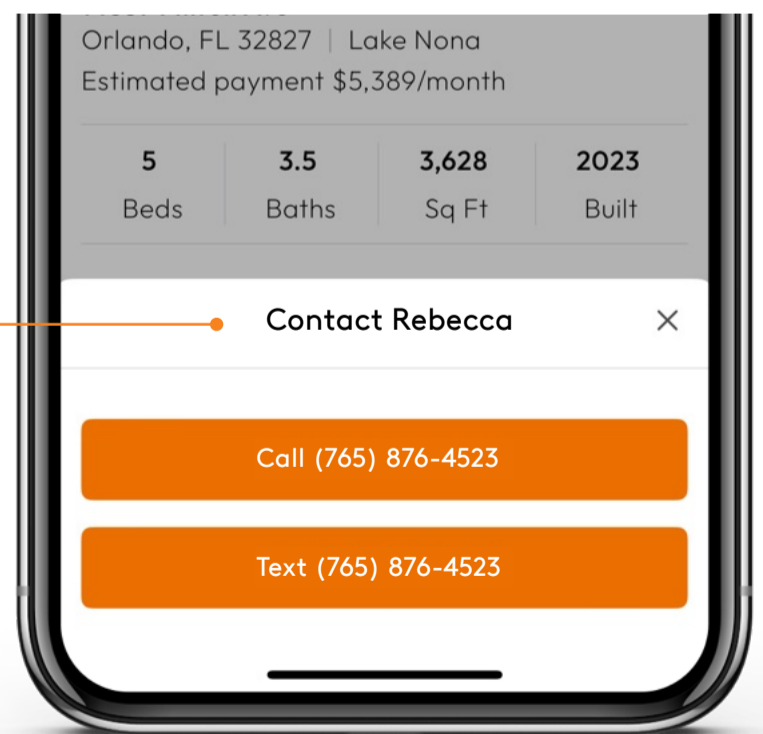 Orlando, FL 32827 | Lake Nona
Estimated payment $5,389/month
5 3.5 3,628 2023
Beds Baths Sq Ft Built
Contact Rebecca
Call (765) 876-4523
Text (765) 876-4523